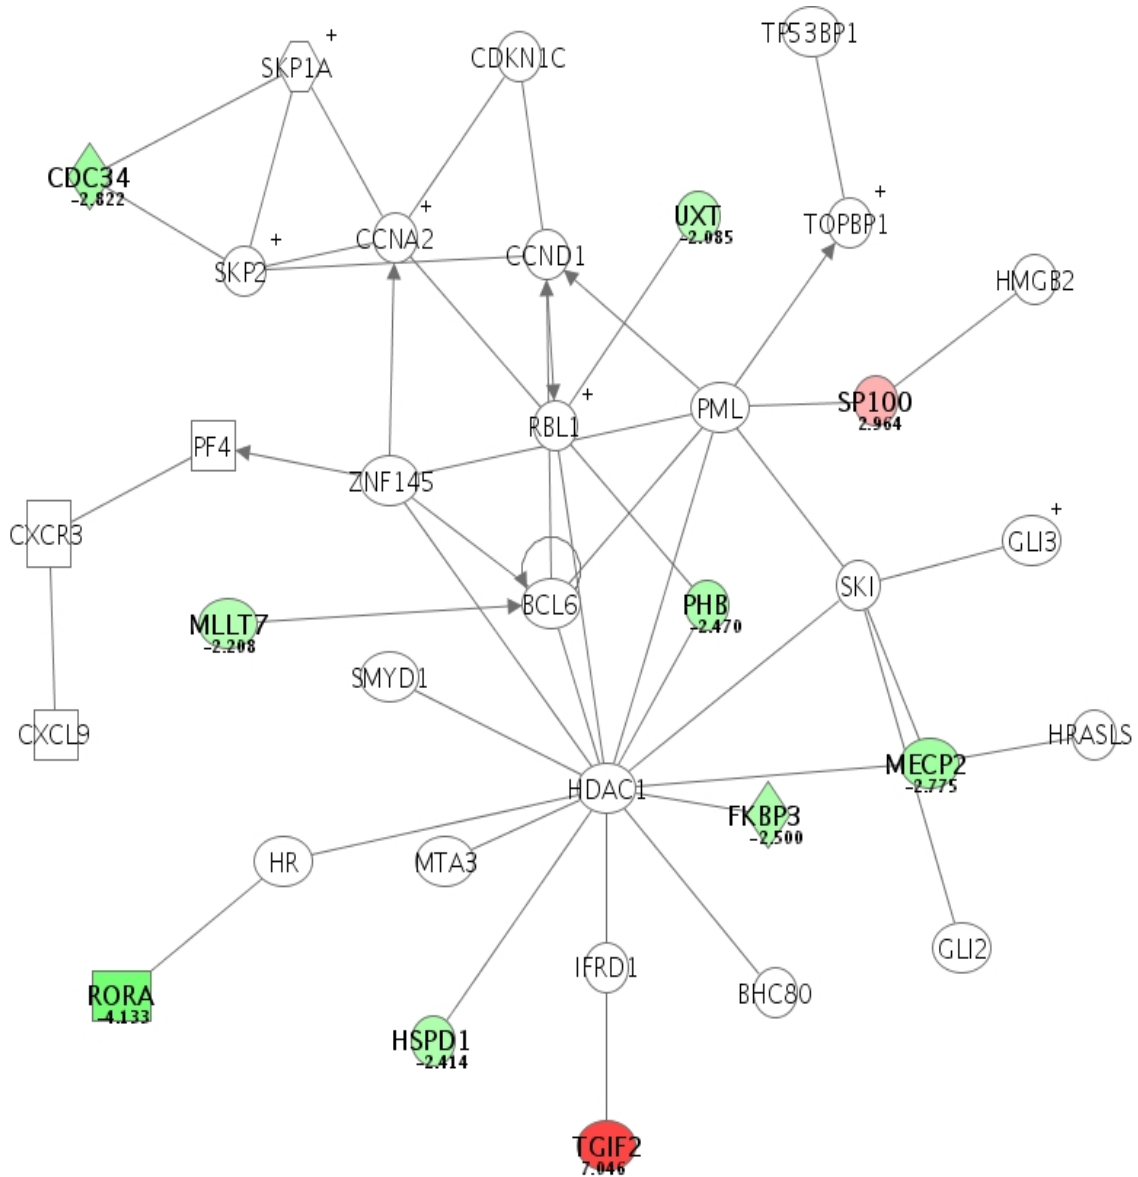 TP53BP1
+
SKP1A
CDKN1C
CDC34
-2.822
+
CCNA2
+
SKP2
CCND1
UXT
-2.085
+
TOPBP1
HMGB2
+
RBL1
PML
SP100
2.964
PF4
ZNF145
CXCR3
+
GLI3
SKI
BCL6
PHB
-2.470
MLLT7
-2.208
SMYD1
CXCL9
HRASLS
MECP2
-2.775
HDAC1
FKBP3
-2.500
HR
MTA3
GLI2
IFRD1
BHC80
RORA
-4.133
HSPD1
-2.414
TGIF2
7.046